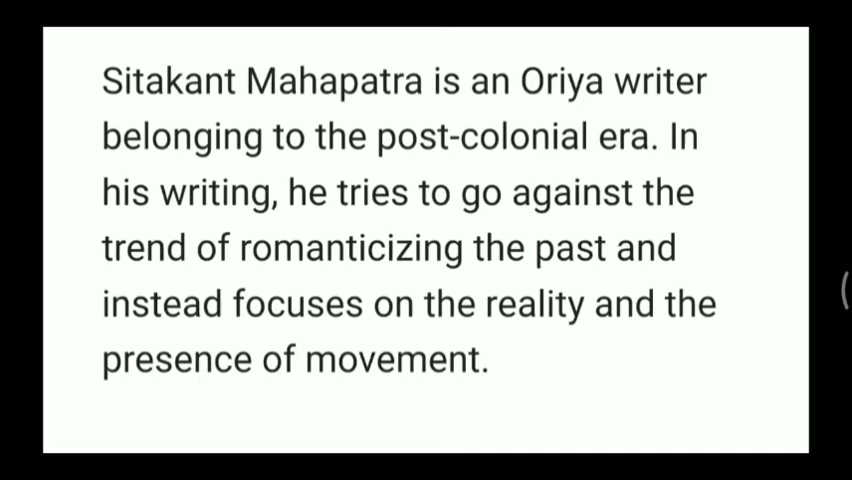 Sitakant Mahapatra is an Oriya writer
belonging to the post-colonial era. In
his writing, he tries to go against the
trend of romanticizing the past and
instead focuses on the reality and the
presence of movement.